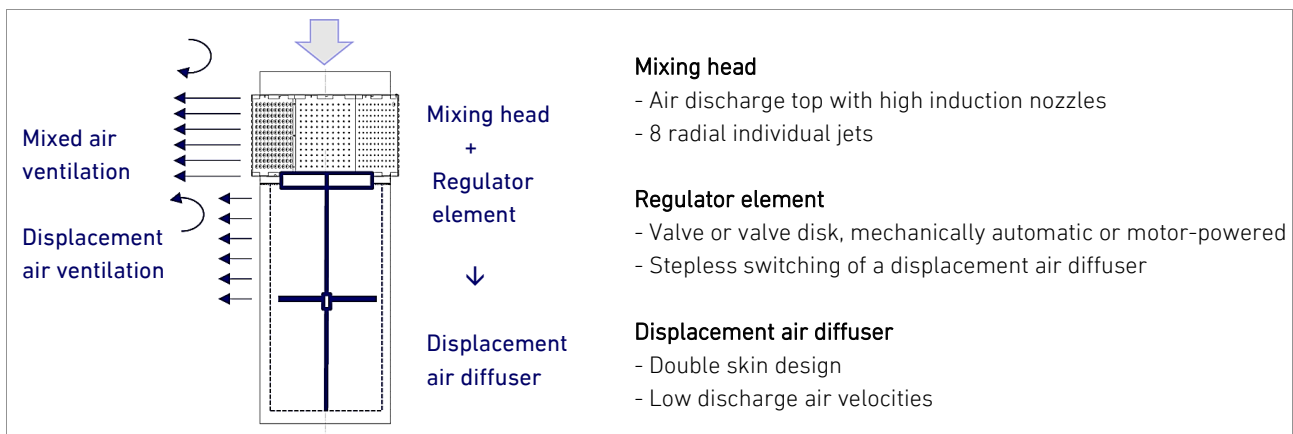 Mixed air
ventilation
Displacement
air ventilation
Mixing head
+
Regulator
element
↓
Displacement
air diffuser
Mixing head
- Air discharge top with high induction nozzles
- 8 radial individual jets
Regulator element
- Valve or valve disk, mechanically automatic or motor-powered
- Stepless switching of a displacement air diffuser
Displacement air diffuser
- Double skin design
- Low discharge air velocities